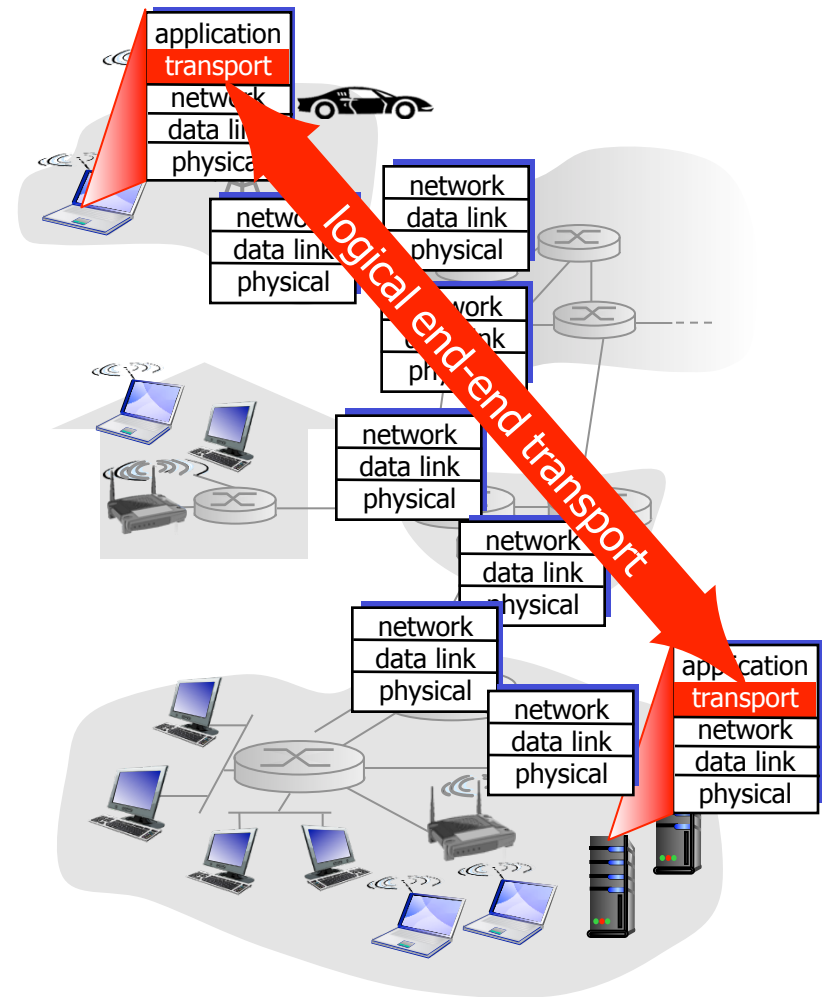 application
transport
network
data link
physical
network
data link
physical
network
data link
physical
logical end-end transport
network
data link
physical
network
data link
physical
network
data link
physical
application
transport
network
data link
physical
network
data link
physical